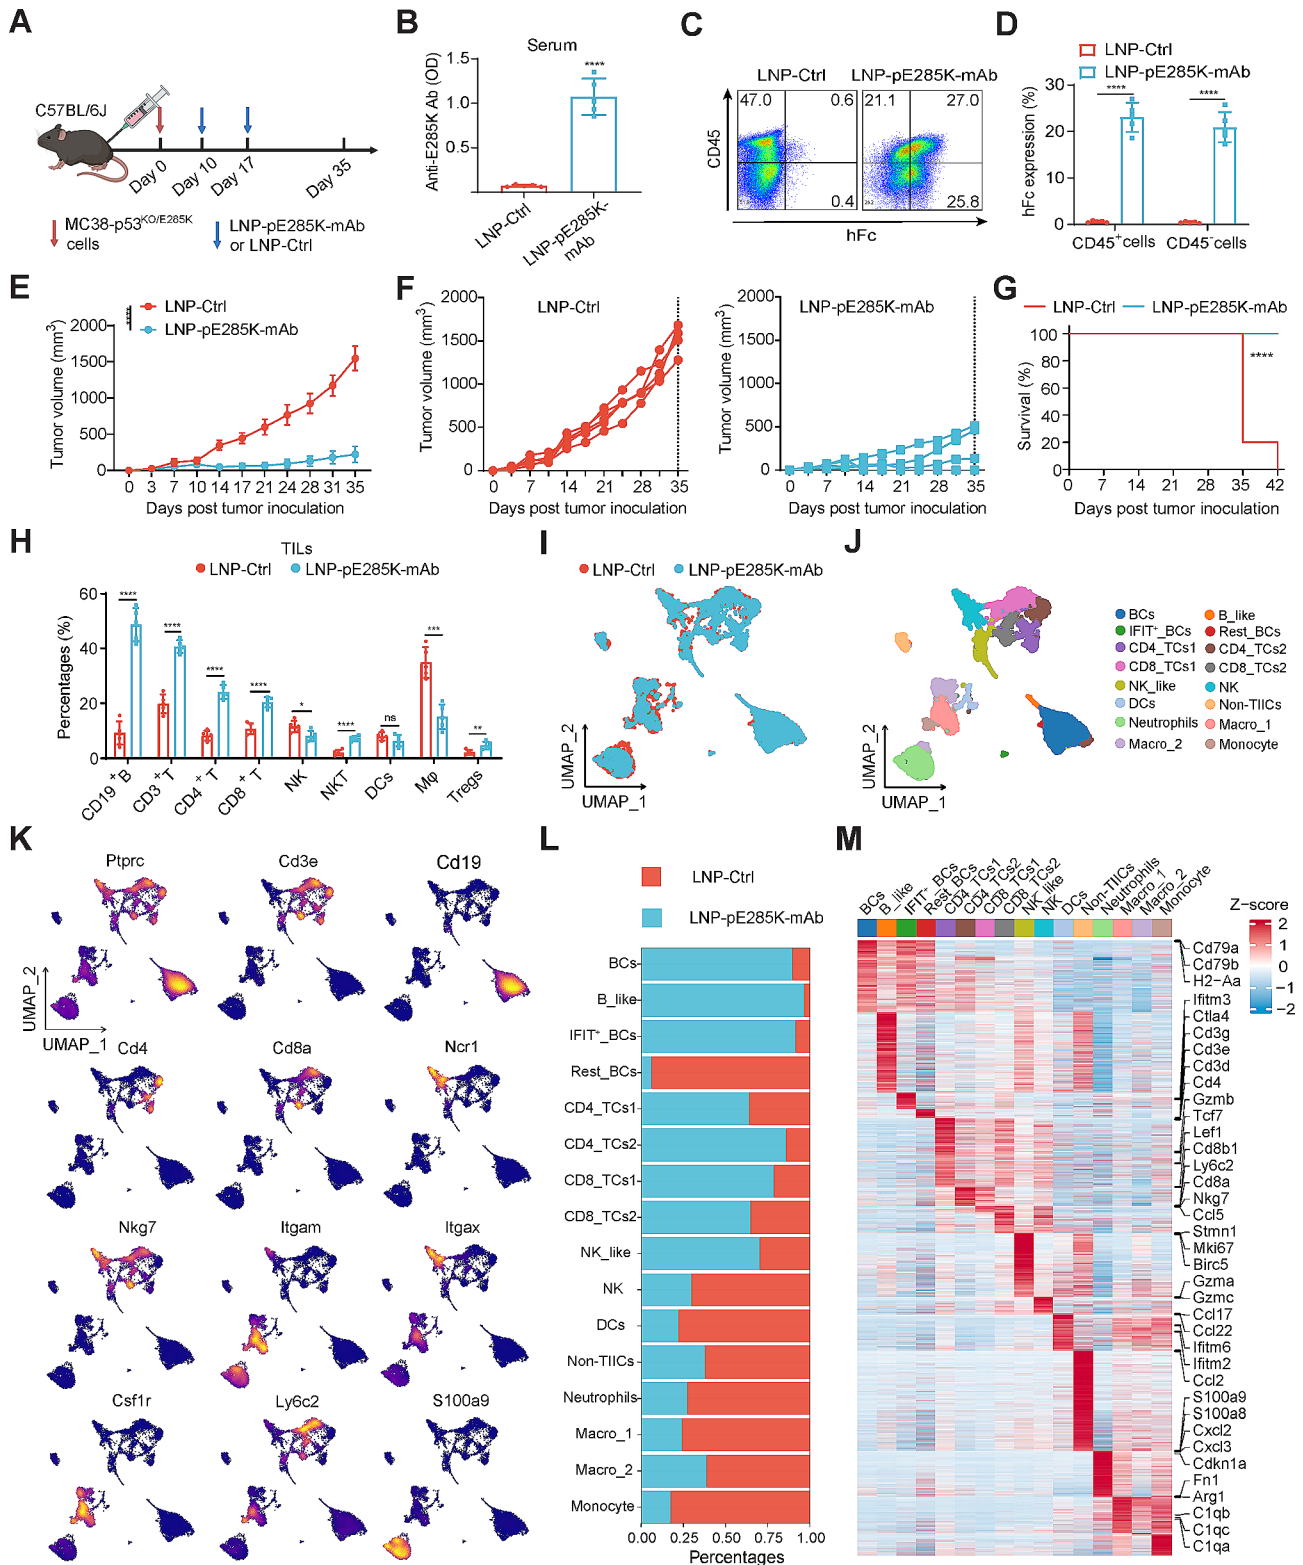 A
C57BL/6J
Day 0
Day 10
Day 17
Day 35
MC38-p53KO/E285K
cells
LNP-pE285K-mAb
or LNP-Ctrl
B
Serum
Anti-E285K Ab (OD)
1.5
1.0
0.5
****
LNP-Ctrl
LNP-pE285K-
mAb
C
LNP-Ctrl
LNP-pE285K-mAb
47.0
0.6
0.4
21.1
27.0
25.8
CD45
hFc
D
LNP-Ctrl
LNP-pE285K-mAb
hFc expression (%)
30
20
10
0
****
****
CD45+cells
CD45-cells
E
LNP-Ctrl
LNP-pE285K-mAb
****
Tumor volume (mm3)
2000
1500
1000
500
0
0 3 7 10 14 17 21 24 28 31 35
Days post tumor inoculation
F
LNP-Ctrl
Tumor volume (mm3)
2000
1500
1000
500
0
0 7 14 21 28 35
Days post tumor inoculation
LNP-pE285K-mAb
Tumor volume (mm3)
2000
1500
1000
500
0
0 7 14 21 28 35
Days post tumor inoculation
G
LNP-Ctrl
LNP-pE285K-mAb
Survival (%)
100
80
60
40
20
0
****
0 7 14 21 28 35 42
Days post tumor inoculation
H
TILs
LNP-Ctrl
LNP-pE285K-mAb
Percentages (%)
60
40
20
0
****
****
****
****
*
****
ns
***
**
CD19+B
CD3+T
CD4+T
CD8+T
NK
NKT
DCs
Mφ
Tregs
I
LNP-Ctrl
LNP-pE285K-mAb
UMAP_2
UMAP_1
J
UMAP_2
UMAP_1
BCs
B_like
IFIT+_BCs
Rest_BCs
CD4_TCs1
CD4_TCs2
CD8_TCs1
CD8_TCs2
NK_like
NK
DCs
Non-TIICs
Neutrophils
Macro_1
Macro_2
Monocyte
K
Ptprc
Cd3e
Cd19
UMAP_2
UMAP_1
Cd4
Cd8a
Ncr1
Nkg7
Itgam
Itgax
Csf1r
Ly6c2
S100a9
L
LNP-Ctrl
LNP-pE285K-mAb
BCs
B_like
IFIT+_BCs
Rest_BCs
CD4_TCs1
CD4_TCs2
CD8_TCs1
CD8_TCs2
NK_like
NK
DCs
Non-TIICs
Neutrophils
Macro_1
Macro_2
Monocyte
0.00 0.25 0.50 0.75 1.00
Percentages
M
BCs
B_like
IFIT+_BCs
Rest_BCs
CD4_TCs1
CD4_TCs2
CD8_TCs1
CD8_TCs2
NK_like
NK
DCs
Non-TIICs
Neutrophils
Macro_1
Macro_2
Monocyte
Z-score
2
1
0
−1
−2
Cd79a
Cd79b
H2-Aa
Ifitm3
Ctla4
Cd3g
Cd3e
Cd3d
Cd4
Gzmb
Tcf7
Lef1
Cd8b1
Ly6c2
Cd8a
Nkg7
Ccl5
Stmn1
Mki67
Birc5
Gzma
Gzmc
Ccl17
Ccl22
Ifitm6
Ifitm2
Ccl2
S100a9
S100a8
Cxcl2
Cxcl3
Cdkn1a
Fn1
Arg1
C1qb
C1qc
C1qa